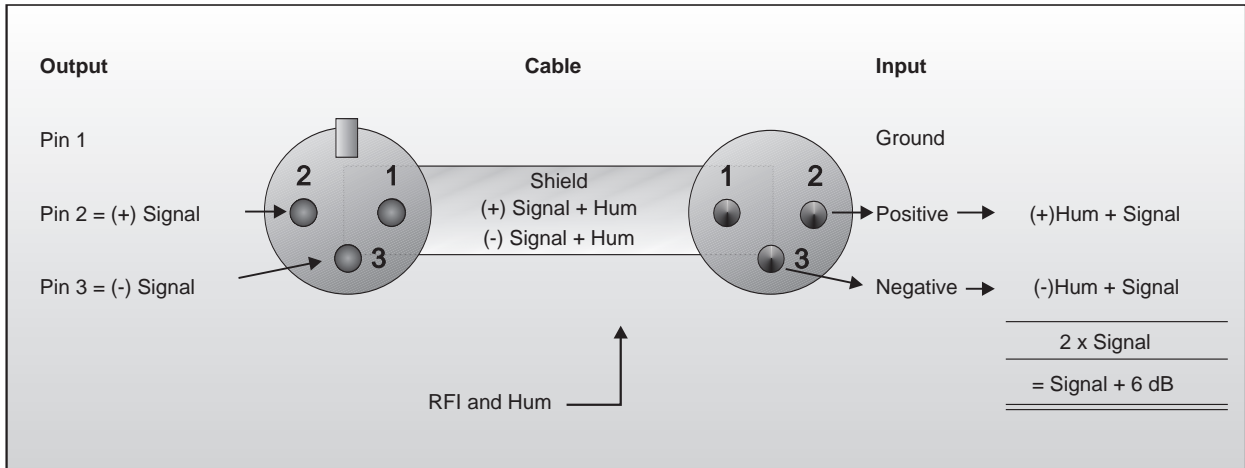 Output
Cable
Input
Pin 1
Ground
2
1
1
2
Shield
Pin 2 = (+) Signal
(+) Signal + Hum
Positive
(+)Hum + Signal
(-) Signal + Hum
3
3
Pin 3 = (-) Signal
Negative
(-)Hum + Signal
2 x Signal
= Signal + 6 dB
RFI and Hum